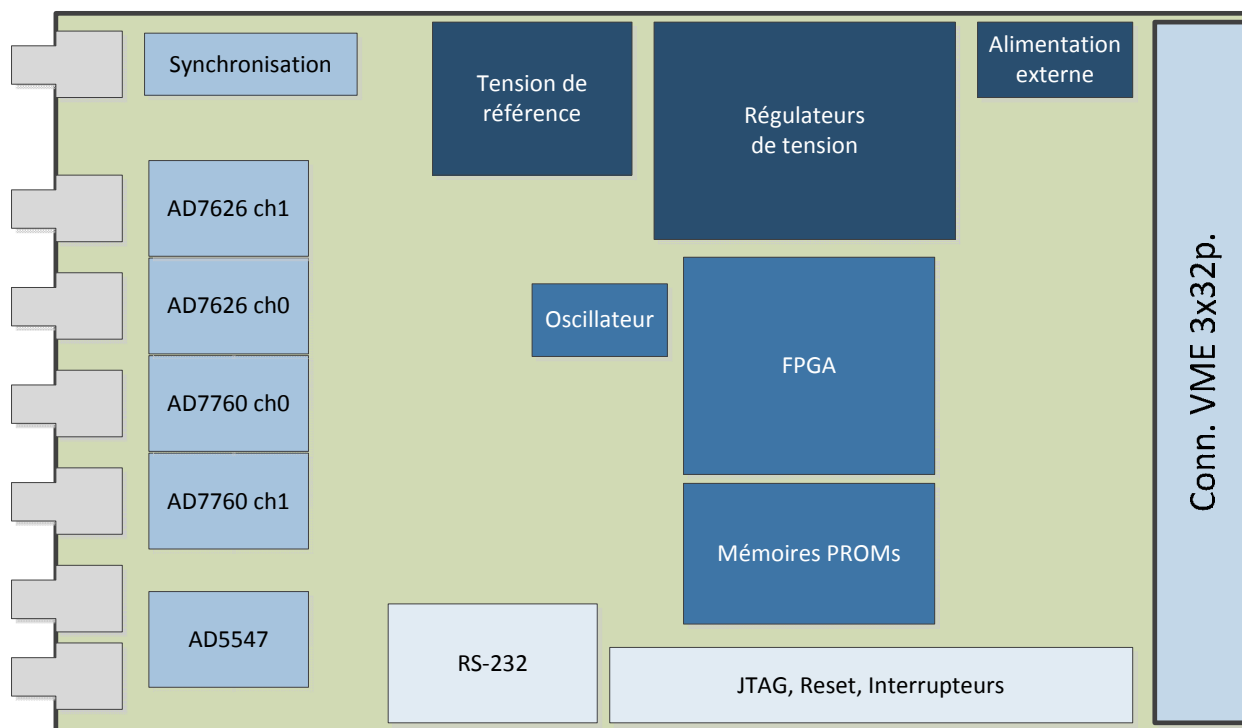 Synchronisation
Tension de
référence
Régulateurs
de tension
Alimentation
externe
AD7626 ch1
AD7626 ch0
AD7760 ch0
AD7760 ch1
AD5547
Oscillateur
FPGA
Mémoires PROMs
RS-232
JTAG, Reset, Interrupteurs
Conn. VME 3x32p.